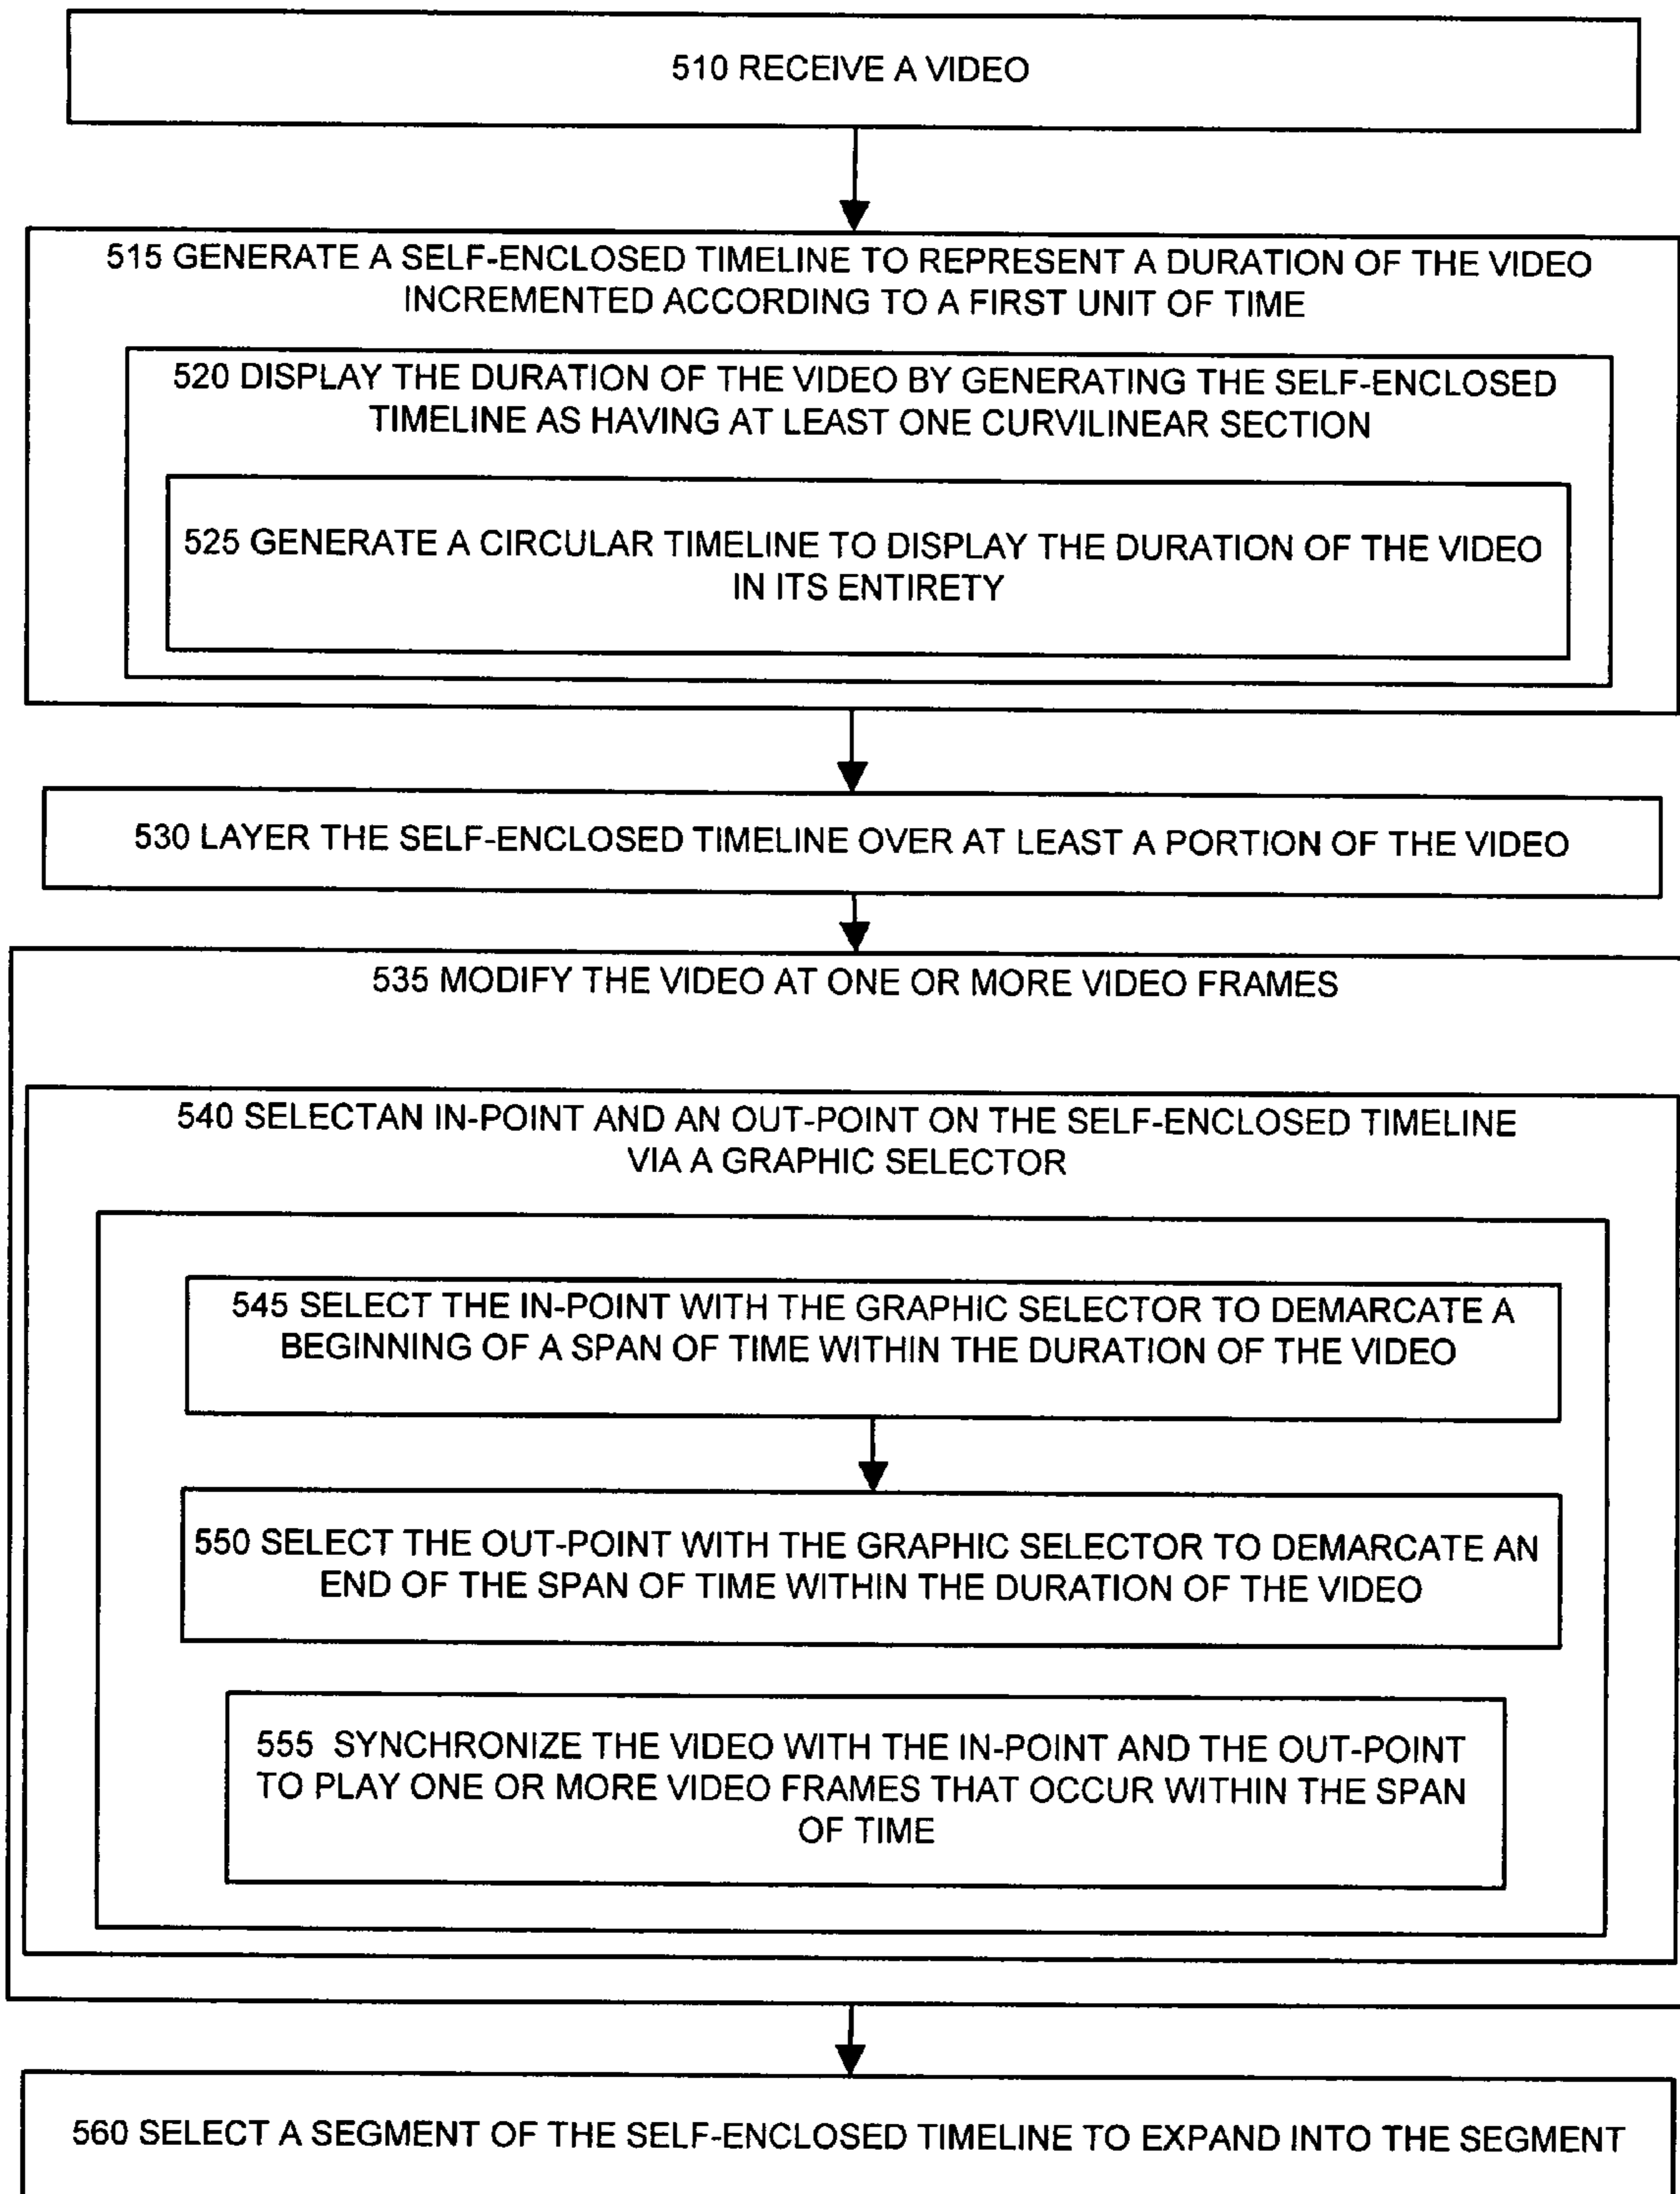 510 RECEIVE A VIDEO
515 GENERATE A SELF-ENCLOSED TIMELINE TO REPRESENT A DURATION OF THE VIDEO
INCREMENTED ACCORDING TO A FIRST UNIT OF TIME
520 DISPLAY THE DURATION OF THE VIDEO BY GENERATING THE SELF-ENCLOSED
TIMELINE AS HAVING AT LEAST ONE CURVILINEAR SECTION
525 GENERATE A CIRCULAR TIMELINE TO DISPLAY THE DURATION OF THE VIDEO
IN ITS ENTIRETY
530 LAYER THE SELF-ENCLOSED TIMELINE OVER AT LEAST A PORTION OF THE VIDEO
535 MODIFY THE VIDEO AT ONE OR MORE VIDEO FRAMES
540 SELECTAN IN-POINT AND AN OUT-POINT ON THE SELF-ENCLOSED TIMELINE
VIA A GRAPHIC SELECTOR
545 SELECT THE IN-POINT WITH THE GRAPHIC SELECTOR TO DEMARCATE A
BEGINNING OF A SPAN OF TIME WITHIN THE DURATION OF THE VIDEO
550 SELECT THE OUT-POINT WITH THE GRAPHIC SELECTOR TO DEMARCATE AN
END OF THE SPAN OF TIME WITHIN THE DURATION OF THE VIDEO
555 SYNCHRONIZE THE VIDEO WITH THE IN-POINT AND THE OUT-POINT
TO PLAY ONE OR MORE VIDEO FRAMES THAT OCCUR WITHIN THE SPAN
OF TIME
560 SELECT A SEGMENT OF THE SELF-ENCLOSED TIMELINE TO EXPAND INTO THE SEGMENT